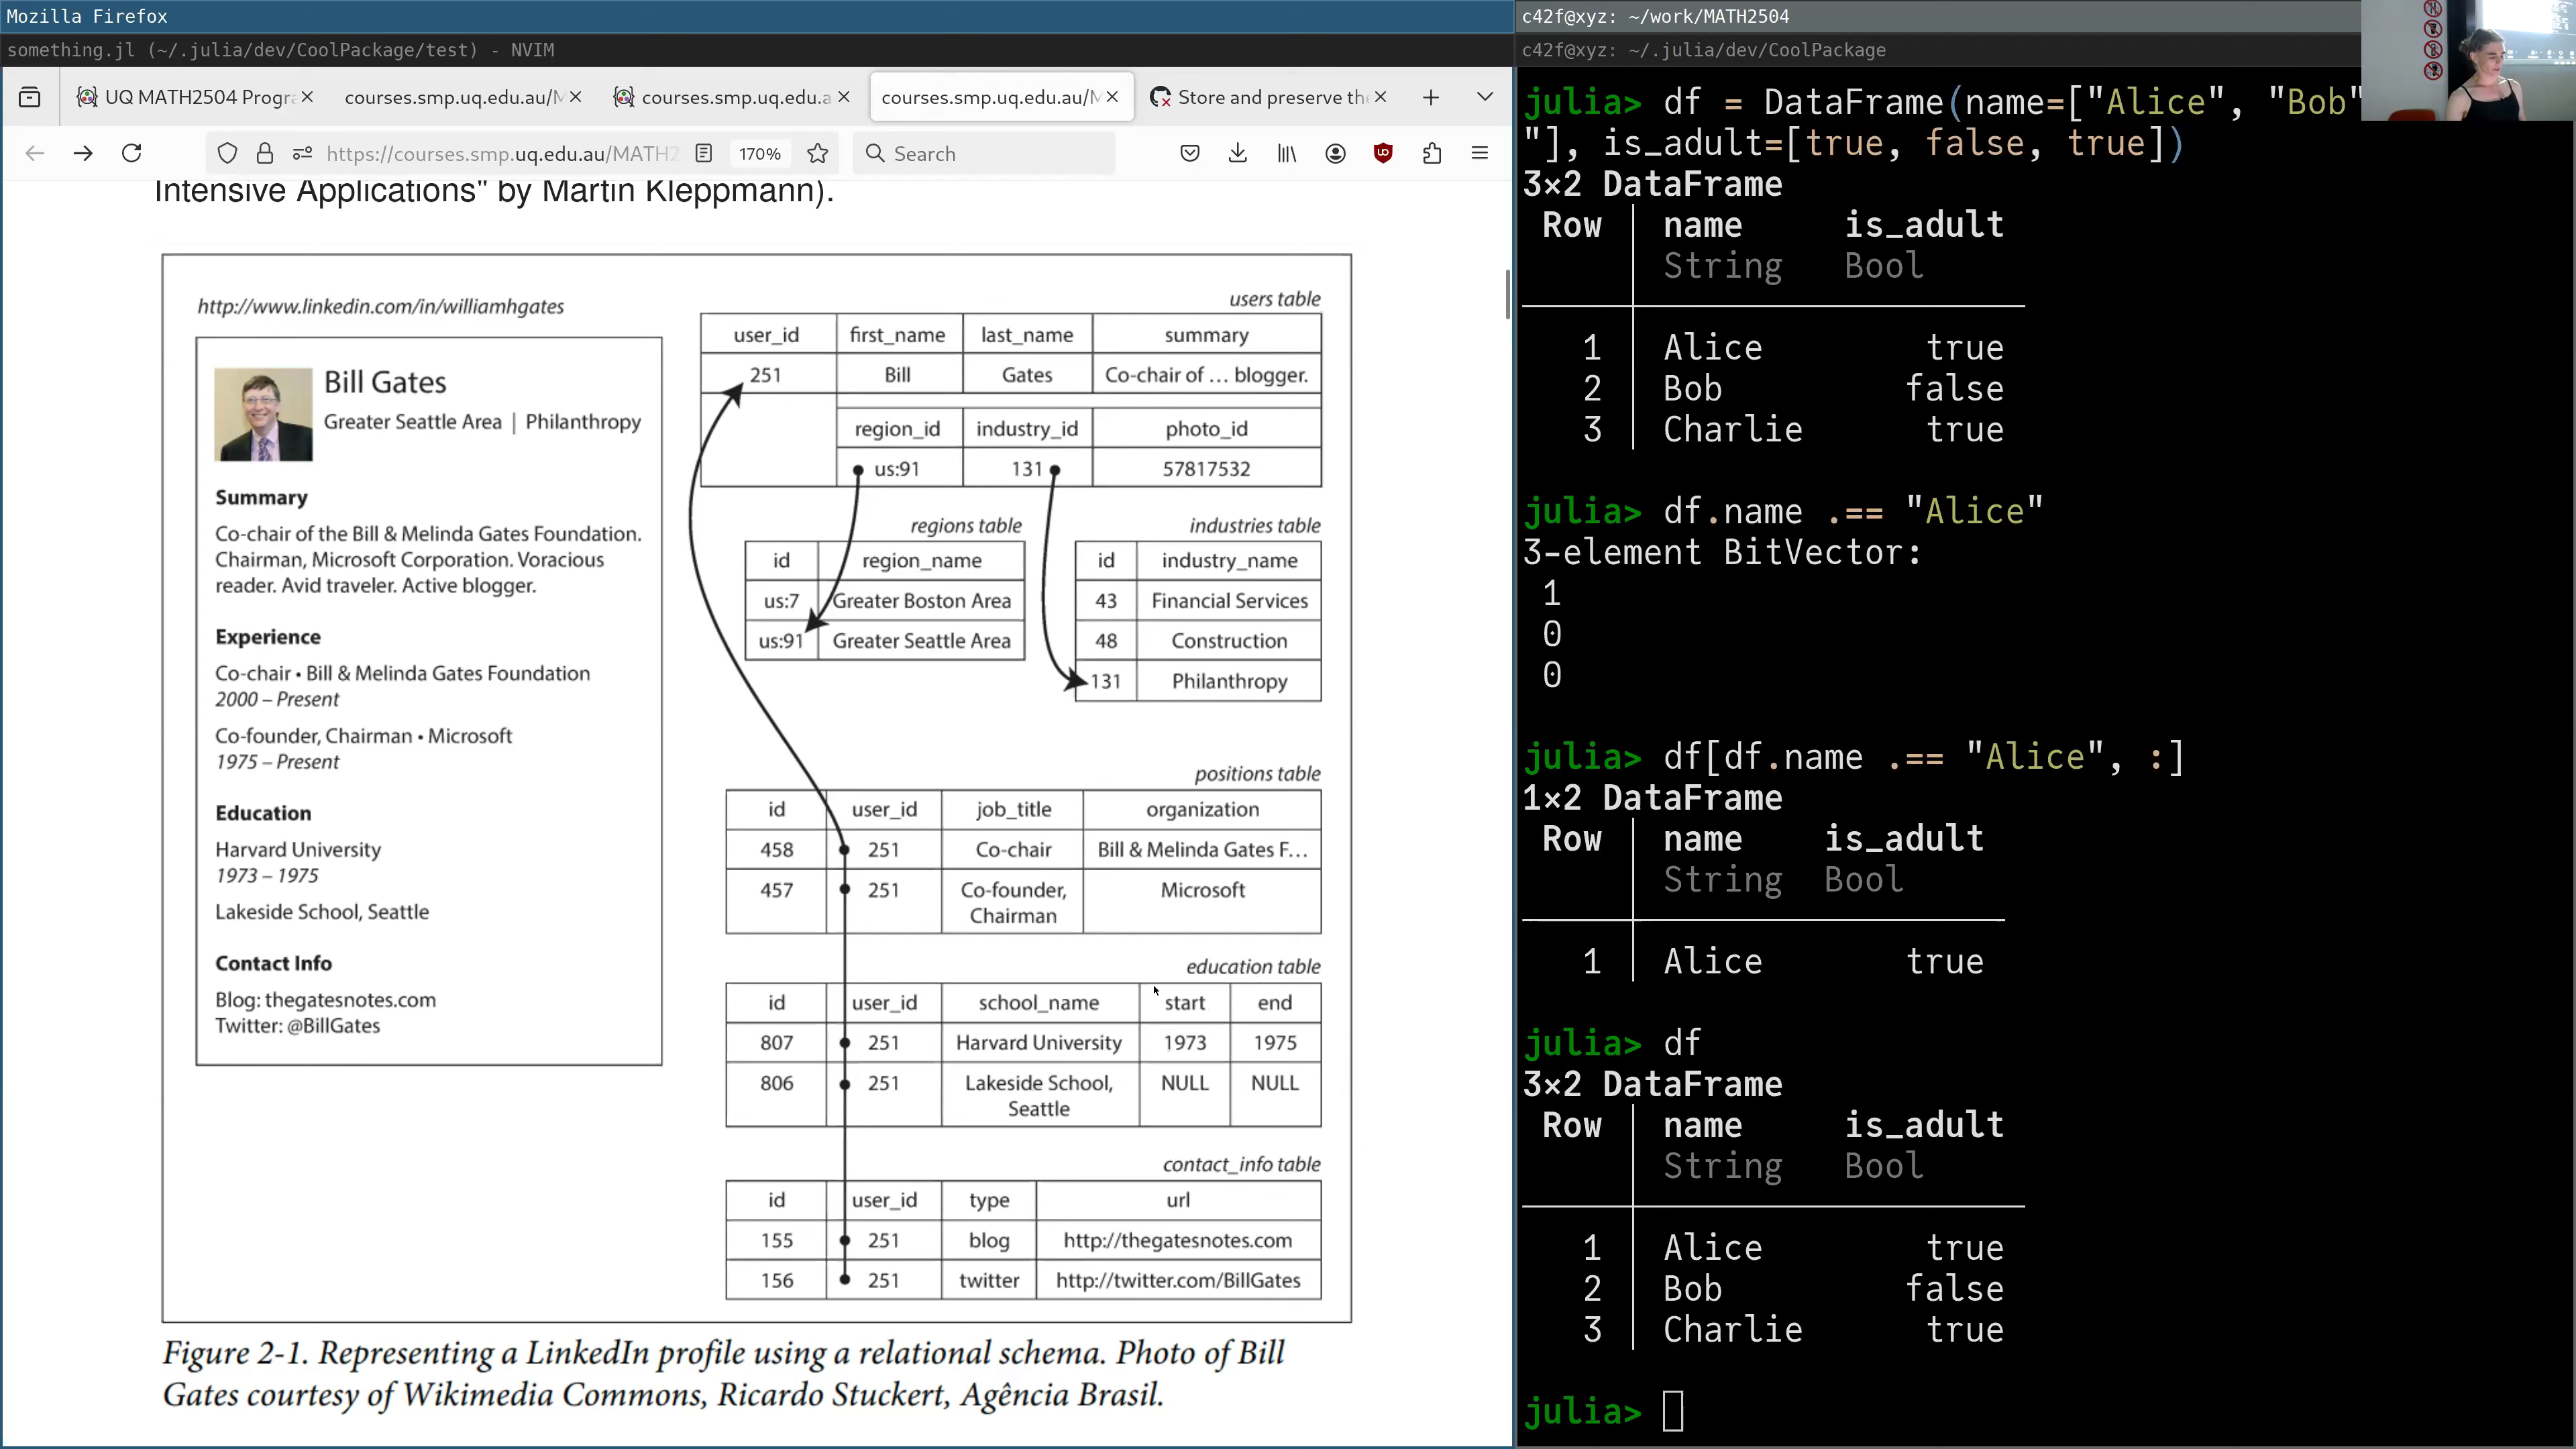 Mozilla Firefox
something.jl (~/.julia/dev/CoolPackage/test) - NVIM
UQ MATH2504 Progra
courses.smp.uq.edu.au/M
courses.smp.uq.edu.a
courses.smp.uq.edu.au/M
Store and preserve the
https://courses.smp.uq.edu.au/MATH2
170%
Search
Intensive Applications" by Martin Kleppmann).
http://www.linkedin.com/in/williamhgates
Bill Gates
Greater Seattle Area | Philanthropy
Summary
Co-chair of the Bill & Melinda Gates Foundation.
Chairman, Microsoft Corporation. Voracious
reader. Avid traveler. Active blogger.
Experience
Co-chair • Bill & Melinda Gates Foundation
2000 – Present
Co-founder, Chairman • Microsoft
1975 – Present
Education
Harvard University
1973 – 1975
Lakeside School, Seattle
Contact Info
Blog: thegatesnotes.com
Twitter: @BillGates
users table
user_id first_name last_name summary
251 Bill Gates Co-chair of … blogger.
region_id industry_id photo_id
us:91 131 57817532
regions table
id region_name
us:7 Greater Boston Area
us:91 Greater Seattle Area
industries table
id industry_name
43 Financial Services
48 Construction
131 Philanthropy
positions table
id user_id job_title organization
458 251 Co-chair Bill & Melinda Gates F…
457 251 Co-founder, Microsoft
Chairman
education table
id user_id school_name start end
807 251 Harvard University 1973 1975
806 251 Lakeside School, NULL NULL
Seattle
contact_info table
id user_id type url
155 251 blog http://thegatesnotes.com
156 251 twitter http://twitter.com/BillGates
Figure 2-1. Representing a LinkedIn profile using a relational schema. Photo of Bill
Gates courtesy of Wikimedia Commons, Ricardo Stuckert, Agência Brasil.
c42f@xyz: ~/work/MATH2504
c42f@xyz: ~/.julia/dev/CoolPackage
julia> df = DataFrame(name=["Alice", "Bob"
"], is_adult=[true, false, true])
3×2 DataFrame
Row name is_adult
String Bool
1 Alice true
2 Bob false
3 Charlie true
julia> df.name .== "Alice"
3-element BitVector:
1
0
0
julia> df[df.name .== "Alice", :]
1×2 DataFrame
Row name is_adult
String Bool
1 Alice true
julia> df
3×2 DataFrame
Row name is_adult
String Bool
1 Alice true
2 Bob false
3 Charlie true
julia>